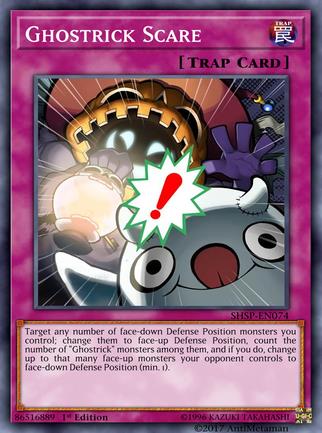 Ghostrick Scare
TRAP
罠
[Trap Card]
!
SHSP-EN074
Target any number of face-down Defense Position monsters you
control; change them to face-up Defense Position, count the
number of "Ghostrick" monsters among them, and if you do, change
up to that many face-up monsters your opponent controls to
face-down Defense Position (min. 1).
86516889 1st Edition ©1996 KAZUKI TAKAHASHI
©2017 AntiMetaman